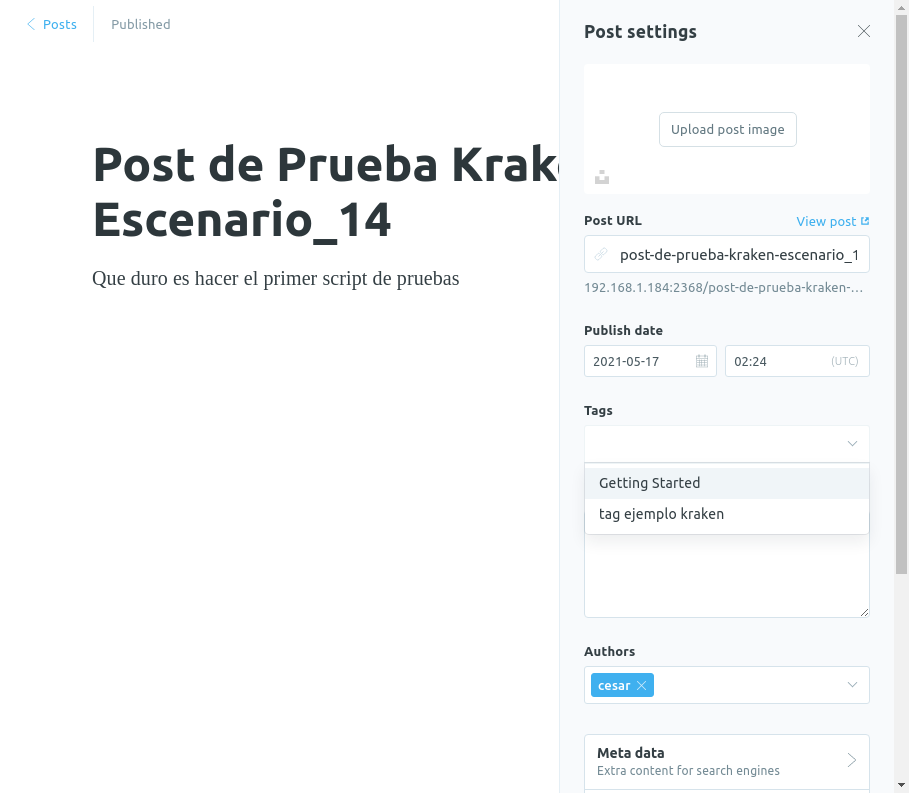 Posts
Published
Post de Prueba Krak
Escenario_14
Que duro es hacer el primer script de pruebas
Post settings
Upload post image
Post URL
View post
post-de-prueba-kraken-escenario_1
192.168.1.184:2368/post-de-prueba-kraken-...
Publish date
2021-05-17
02:24
(UTC)
Tags
Getting Started
tag ejemplo kraken
Authors
cesar
Meta data
Extra content for search engines